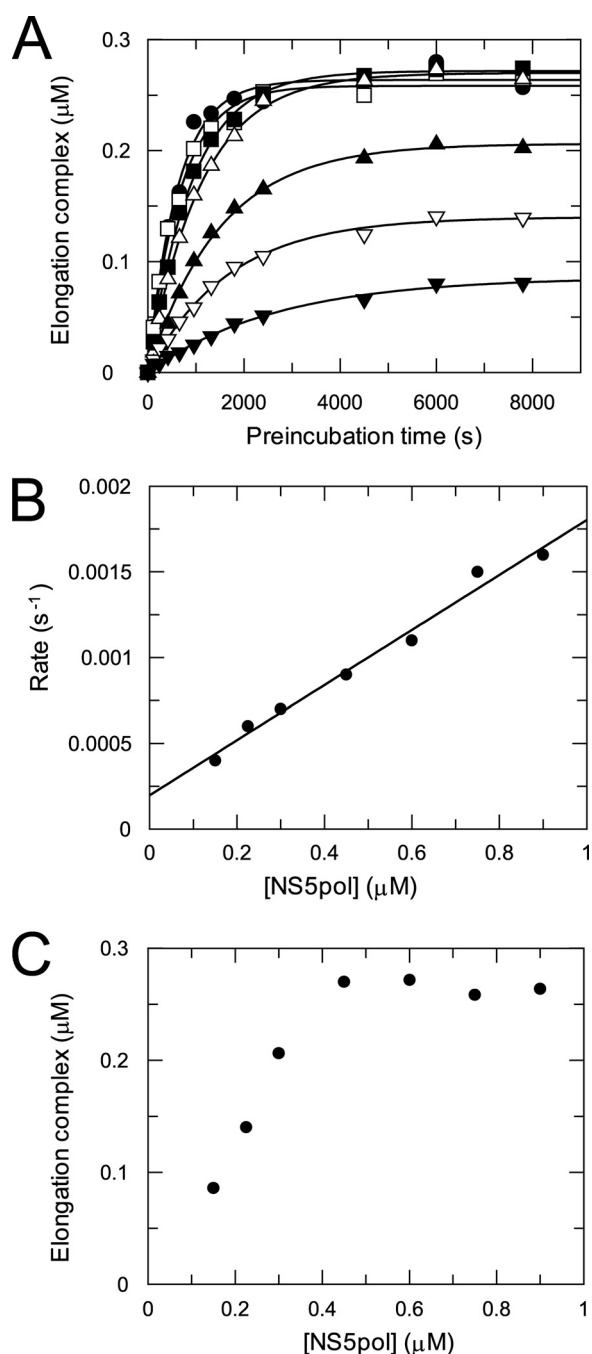 A
0.3
0.2
0.1
0
Elongation complex (μM)
0 2000 4000 6000 8000
Preincubation time (s)
B
0.002
0.0015
0.001
0.0005
0
Rate (s⁻¹)
0 0.2 0.4 0.6 0.8 1
[NS5pol] (μM)
C
0.3
0.2
0.1
0
Elongation complex (μM)
0 0.2 0.4 0.6 0.8 1
[NS5pol] (μM)